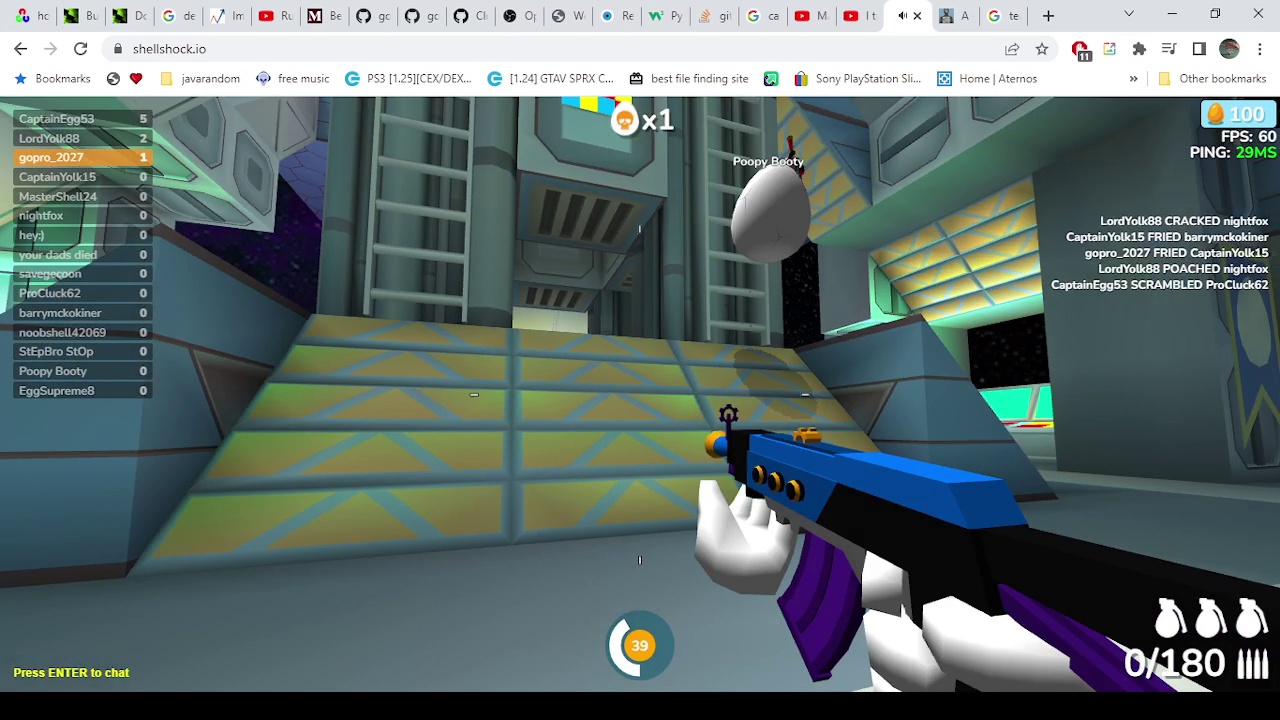 hc
Bu
Dc
de
Im
Ru
Be
gc
gc
Cl
Op
W
Re
Py
git
ca
M
I t
A
te
shellshock.io
11
Bookmarks
javarandom
free music
PS3 [1.25](CEX/DEX...
[1.24] GTAV SPRX C...
best file finding site
Sony PlayStation Sli...
Home | Aternos
»
Other bookmarks
CaptainEgg53 5
LordYolk88 2
gopro_2027 1
CaptainYolk15 0
MasterShell24 0
nightfox 0
hey:) 0
your dads died 0
savegecoon 0
ProCluck62 0
barrymckokiner 0
noobshell42069 0
StEpBro StOp 0
Poopy Booty 0
EggSupreme8 0
x1
Poopy Booty
100
FPS: 60
PING: 29MS
LordYolk88 CRACKED nightfox
CaptainYolk15 FRIED barrymckokiner
gopro_2027 FRIED CaptainYolk15
LordYolk88 POACHED nightfox
CaptainEgg53 SCRAMBLED ProCluck62
39
0/180
Press ENTER to chat